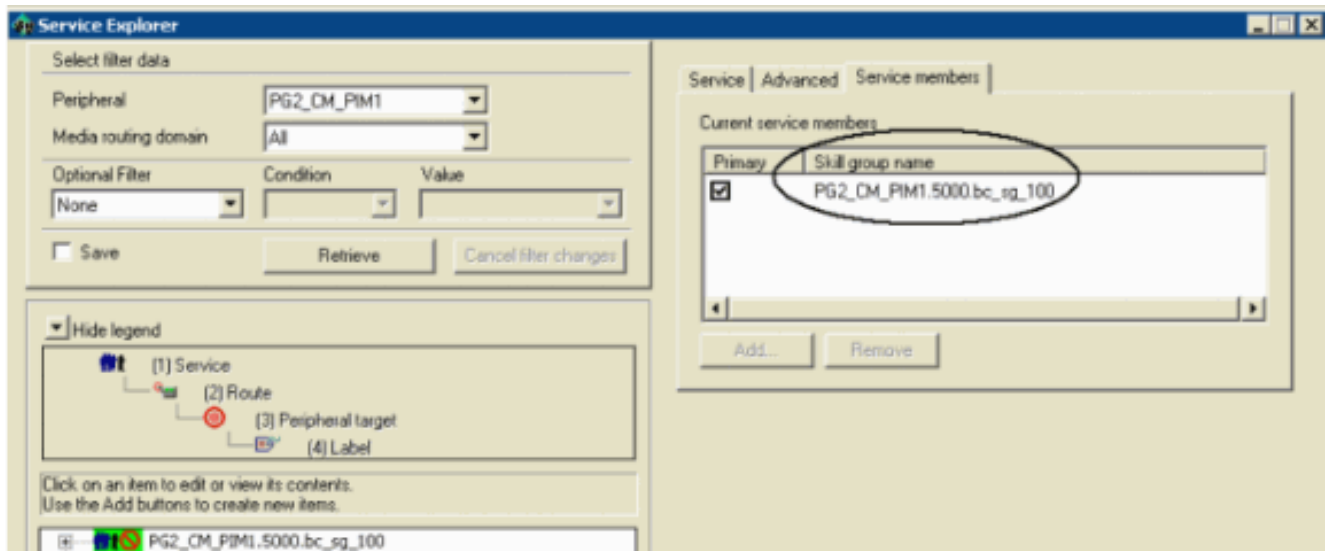 Service Explorer
Select filter data
Peripheral PG2_CM_PIM1
Media routing domain All
Optional Filter Condition Value
None
Save Retrieve Cancel filter changes
Hide legend
(1) Service
(2) Route
(3) Peripheral target
(4) Label
Click on an item to edit or view its contents.
Use the Add buttons to create new items.
PG2_CM_PIM1.5000.bc_sg_100
Service Advanced Service members
Current service members
Primary Skill group name
PG2_CM_PIM1.5000.bc_sg_100
Add... Remove